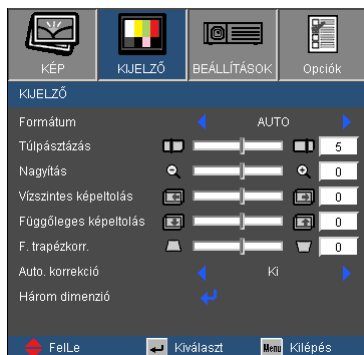 KÉP KIJELZŐ BEÁLLÍTÁSOK Opciók
KIJELZŐ
Formátum AUTO
Túlpásztázás 5
Nagyítás 0
Vízszintes képeltolás 0
Függőleges képeltolás 0
F. trapézkorr. 0
Auto. korrekció Ki
Három dimenzió
FelLe Kiválaszt Menu Kilépés